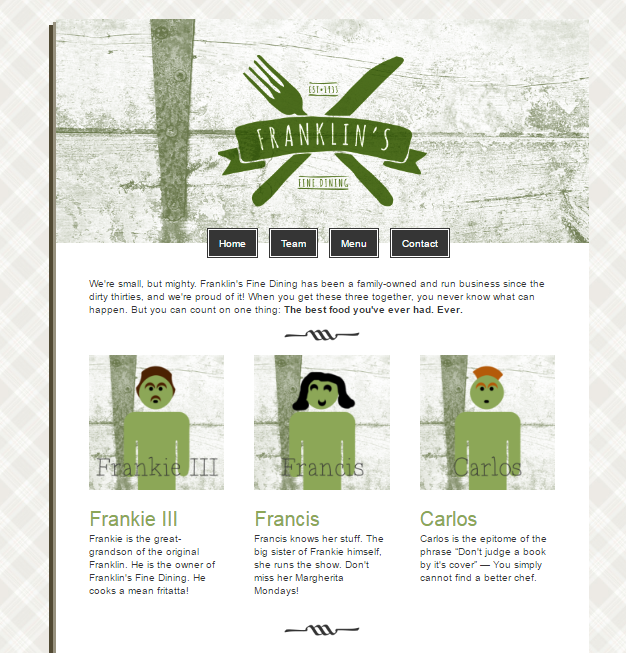 EST•1935
FRANKLIN'S
FINE DINING
Home Team Menu Contact
We're small, but mighty. Franklin's Fine Dining has been a family-owned and run business since the
dirty thirties, and we're proud of it! When you get these three together, you never know what can
happen. But you can count on one thing: The best food you've ever had. Ever.
Frankie III
Francis
Carlos
Frankie III
Frankie is the great-
grandson of the original
Franklin. He is the owner of
Franklin's Fine Dining. He
cooks a mean fritatta!
Francis
Francis knows her stuff. The
big sister of Frankie himself,
she runs the show. Don't
miss her Margherita
Mondays!
Carlos
Carlos is the epitome of the
phrase “Don't judge a book
by it's cover” — You simply
cannot find a better chef.